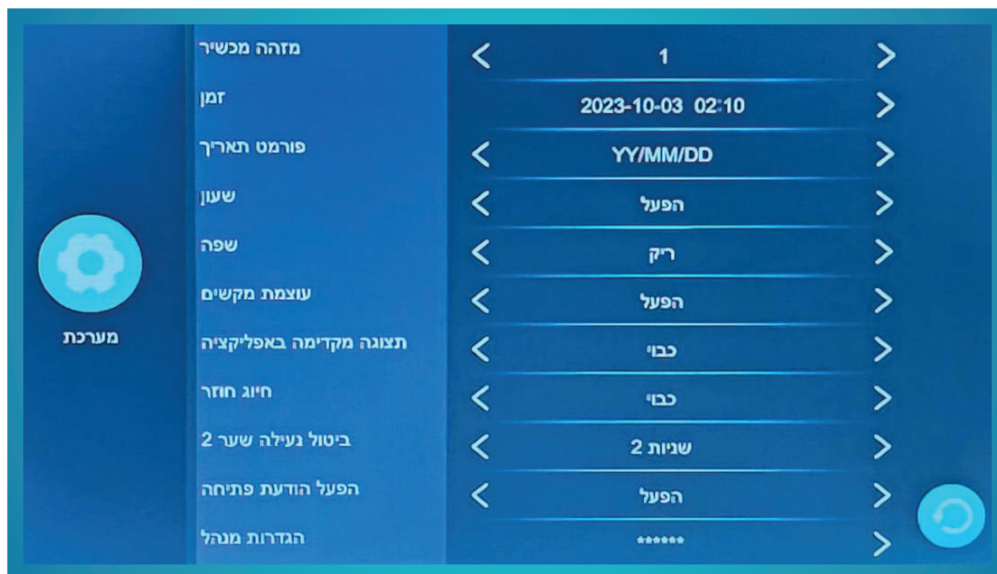 מזהה מכשיר 1
זמן 2023-10-03 02:10
פורמט תאריך YY/MM/DD
שעון הפעל
שפה ריק
עוצמת מקשים הפעל
תצוגה מקדימה באפליקציה כבוי
חיוג חוזר כבוי
ביטול נעילה שער 2 שניות 2
הפעל הודעת פתיחה הפעל
הגדרות מנהל ******
מערכת